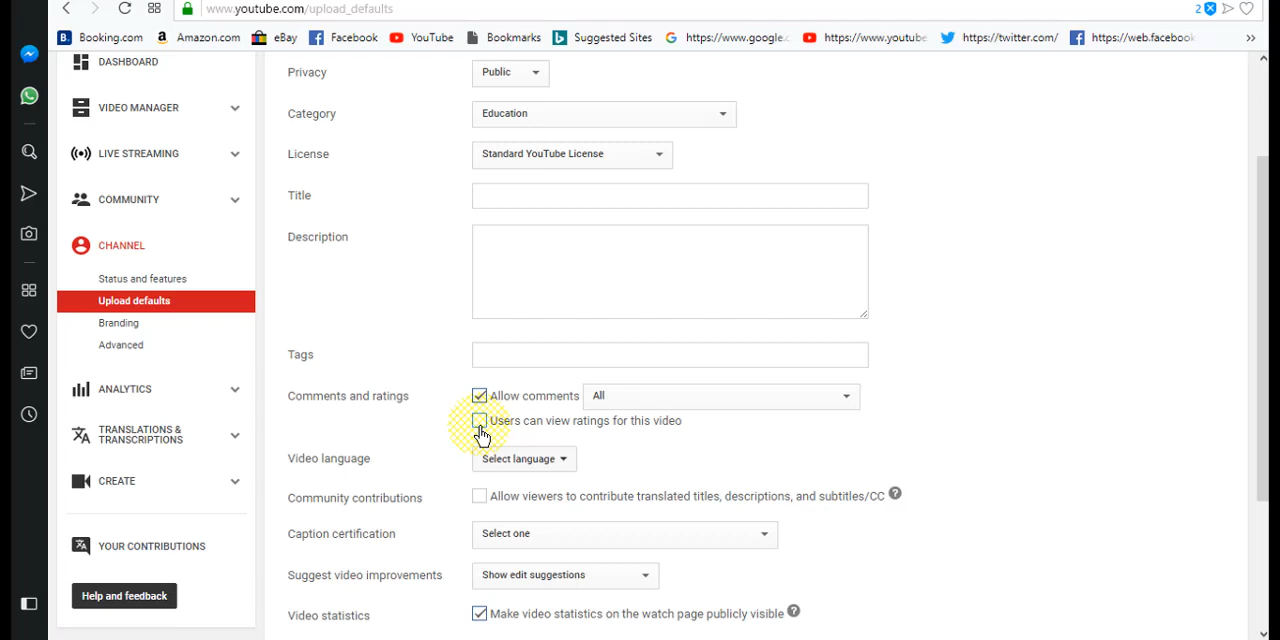 www.youtube.com/upload_defaults 2
B. Booking.com Amazon.com eBay Facebook YouTube Bookmarks Suggested Sites https://www.google. https://www.youtube https://twitter.com/ https://web.facebook
DASHBOARD
VIDEO MANAGER
LIVE STREAMING
COMMUNITY
CHANNEL
Status and features
Upload defaults
Branding
Advanced
ANALYTICS
TRANSLATIONS &
TRANSCRIPTIONS
CREATE
YOUR CONTRIBUTIONS
Help and feedback
Privacy Public
Category Education
License Standard YouTube License
Title
Description
Tags
Comments and ratings Allow comments All
Users can view ratings for this video
Video language Select language
Community contributions Allow viewers to contribute translated titles, descriptions, and subtitles/CC ?
Caption certification Select one
Suggest video improvements Show edit suggestions
Video statistics Make video statistics on the watch page publicly visible ?